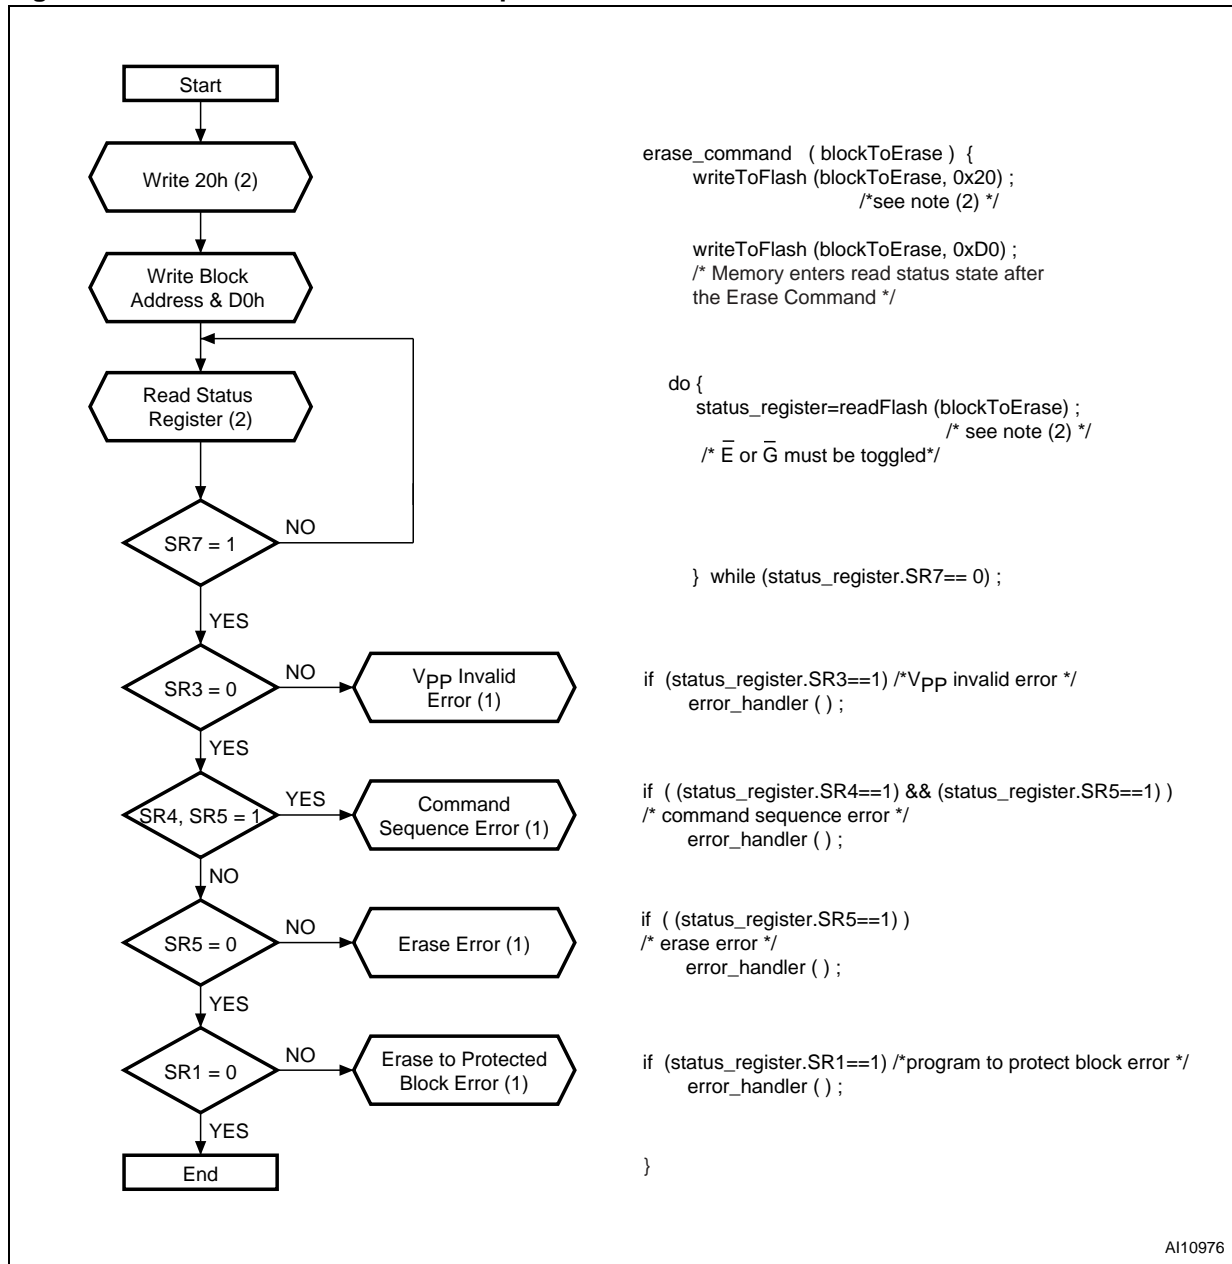 Start
Write 20h (2)
Write Block
Address & D0h
Read Status
Register (2)
SR7 = 1
NO
YES
SR3 = 0
NO
VPP Invalid
Error (1)
YES
SR4, SR5 = 1
YES
Command
Sequence Error (1)
NO
SR5 = 0
NO
Erase Error (1)
YES
SR1 = 0
NO
Erase to Protected
Block Error (1)
YES
End
erase_command ( blockToErase ) {
writeToFlash (blockToErase, 0x20) ;
/*see note (2) */
writeToFlash (blockToErase, 0xD0) ;
/* Memory enters read status state after
the Erase Command */
do {
status_register=readFlash (blockToErase) ;
/* see note (2) */
/* E̅ or G̅ must be toggled*/
} while (status_register.SR7== 0) ;
if (status_register.SR3==1) /*VPP invalid error */
error_handler ( ) ;
if ( (status_register.SR4==1) && (status_register.SR5==1) )
/* command sequence error */
error_handler ( ) ;
if ( (status_register.SR5==1) )
/* erase error */
error_handler ( ) ;
if (status_register.SR1==1) /*program to protect block error */
error_handler ( ) ;
}
AI10976